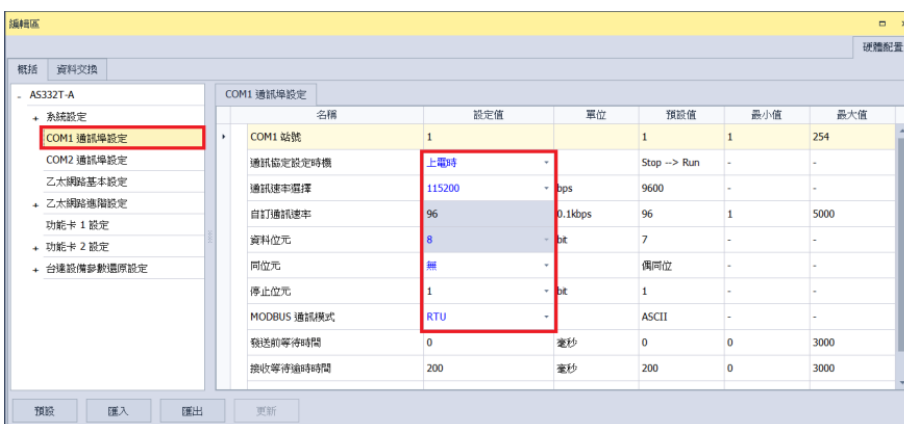 編輯區
硬體配置
概括 資料交換
- AS332T-A
+ 系統設定
COM1 通訊埠設定
COM2 通訊埠設定
乙太網路基本設定
+ 乙太網路進階設定
功能卡 1 設定
+ 功能卡 2 設定
+ 台達設備參數還原設定
COM1 通訊埠設定
名稱 設定值 單位 預設值 最小值 最大值
COM1 站號 1 1 1 254
通訊協定設定時機 上電時 Stop --> Run - -
通訊速率選擇 115200 bps 9600 - -
自訂通訊速率 96 0.1kbps 96 1 5000
資料位元 8 bit 7 - -
同位元 無 偶同位 - -
停止位元 1 bit 1 - -
MODBUS 通訊模式 RTU ASCII - -
發送前等待時間 0 毫秒 0 0 3000
接收等待逾時時間 200 毫秒 200 0 3000
預設 匯入 匯出 更新